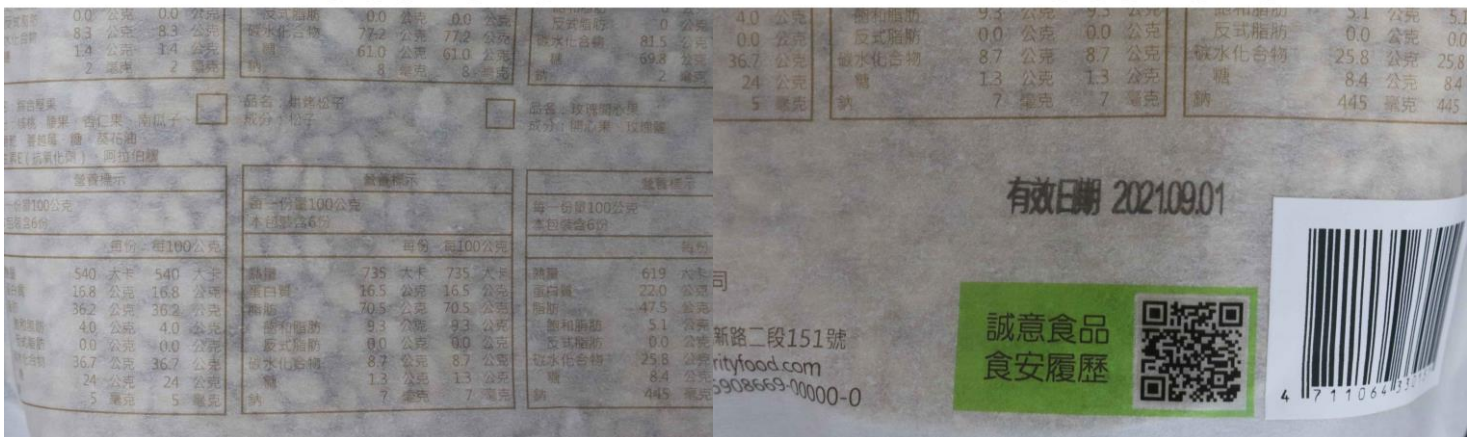 0.0 公克 0.0 公克
8.3 公克 8.3 公克
1.4 公克 1.4 公克
2 毫克 2 毫克
反式脂肪 0.0 公克 0.0 公克
碳水化合物 77.2 公克 77.2 公克
糖 61.0 公克 61.0 公克
鈉 8 毫克 8 毫克
反式脂肪 0
碳水化合物 81.5 公克
糖 69.8 公克
鈉 2 毫克
品名：烘烤松子
成分：松子
品名：玫瑰開心果
成分：開心果、玫瑰鹽
營養標示
每一份量100公克
本包裝含6份
每份 每100公克
540 大卡 540 大卡
16.8 公克 16.8 公克
36.2 公克 36.2 公克
4.0 公克 4.0 公克
0.0 公克 0.0 公克
36.7 公克 36.7 公克
24 公克 24 公克
5 毫克 5 毫克
營養標示
每一份量100公克
本包裝含6份
每份 每100公克
熱量 735 大卡 735 大卡
蛋白質 16.5 公克 16.5 公克
脂肪 70.5 公克 70.5 公克
飽和脂肪 9.3 公克 9.3 公克
反式脂肪 0.0 公克 0.0 公克
碳水化合物 8.7 公克 8.7 公克
糖 1.3 公克 1.3 公克
鈉 7 毫克 7 毫克
營養標示
每一份量100公克
本包裝含6份
每份
熱量 619 大卡
蛋白質 22.0 公克
脂肪 47.5 公克
飽和脂肪 5.1 公克
反式脂肪 0.0 公克
碳水化合物 25.8 公克
糖 8.4 公克
鈉 445 毫克
4.0 公克
0.0 公克
36.7 公克
24 公克
5 毫克
飽和脂肪 9.3 公克 9.3 公克
反式脂肪 0.0 公克 0.0 公克
碳水化合物 8.7 公克 8.7 公克
糖 1.3 公克 1.3 公克
鈉 7 毫克 7 毫克
飽和脂肪 5.1 公克 5.1
反式脂肪 0.0 公克 0.0
碳水化合物 25.8 公克 25.8
糖 8.4 公克 8.4
鈉 445 毫克 445
有效日期 2021.09.01
司
新路二段151號
rityfood.com
5908669-00000-0
誠意食品
食安履歷
4 711064